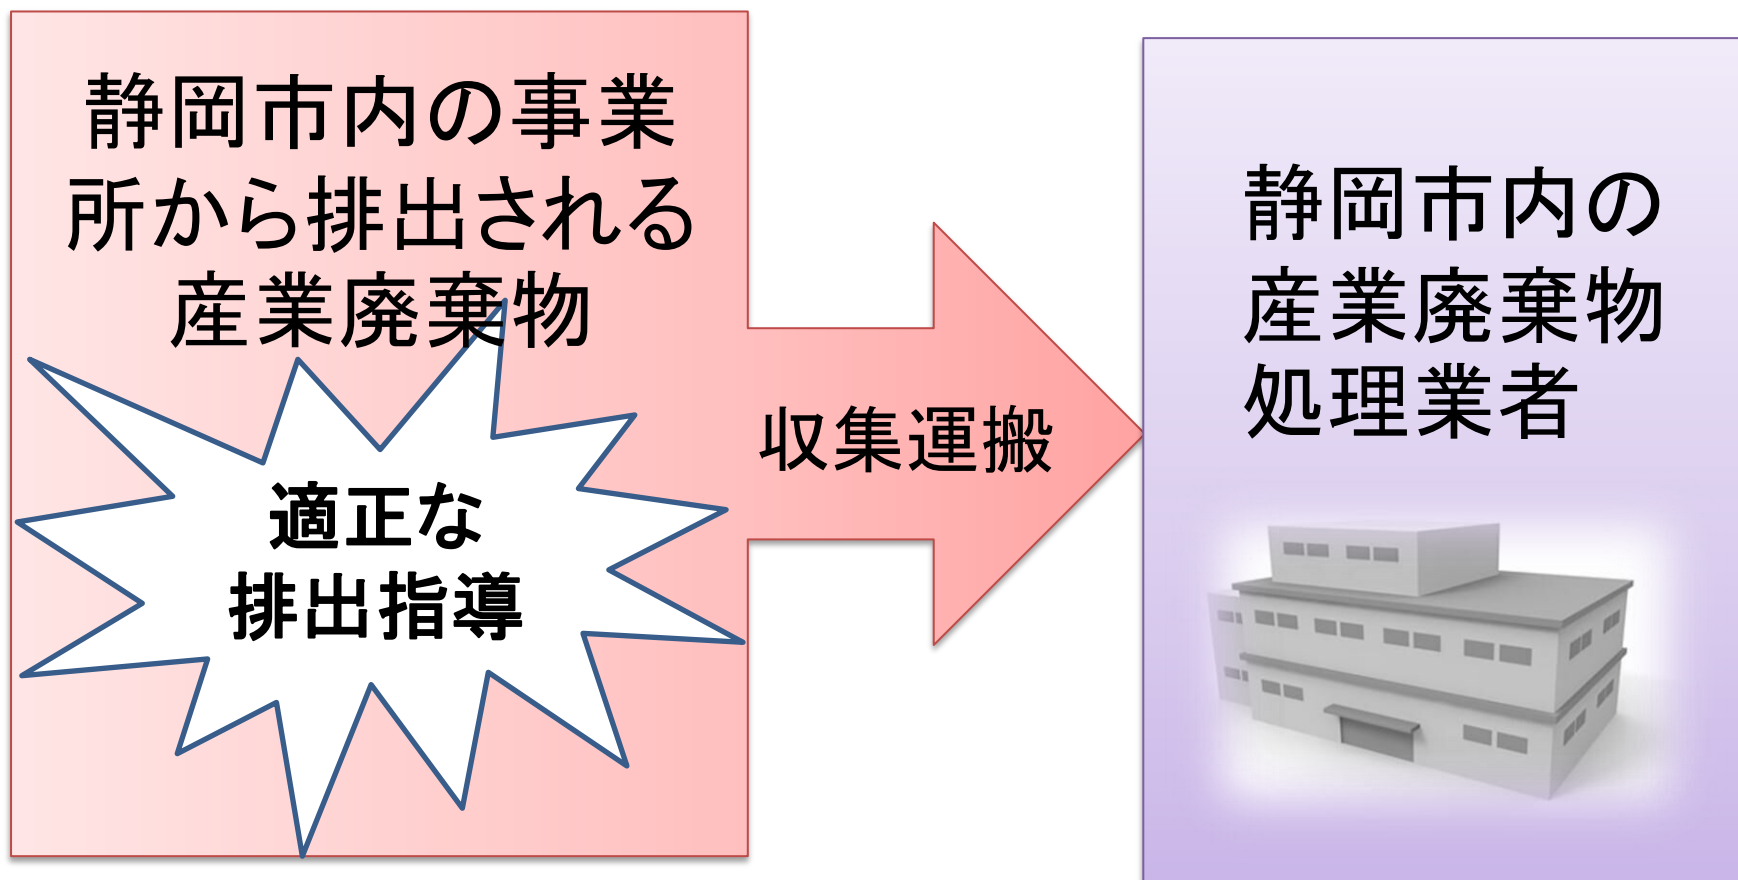 静岡市内の事業
所から排出される
産業廃棄物
適正な
排出指導
収集運搬
静岡市内の
産業廃棄物
処理業者